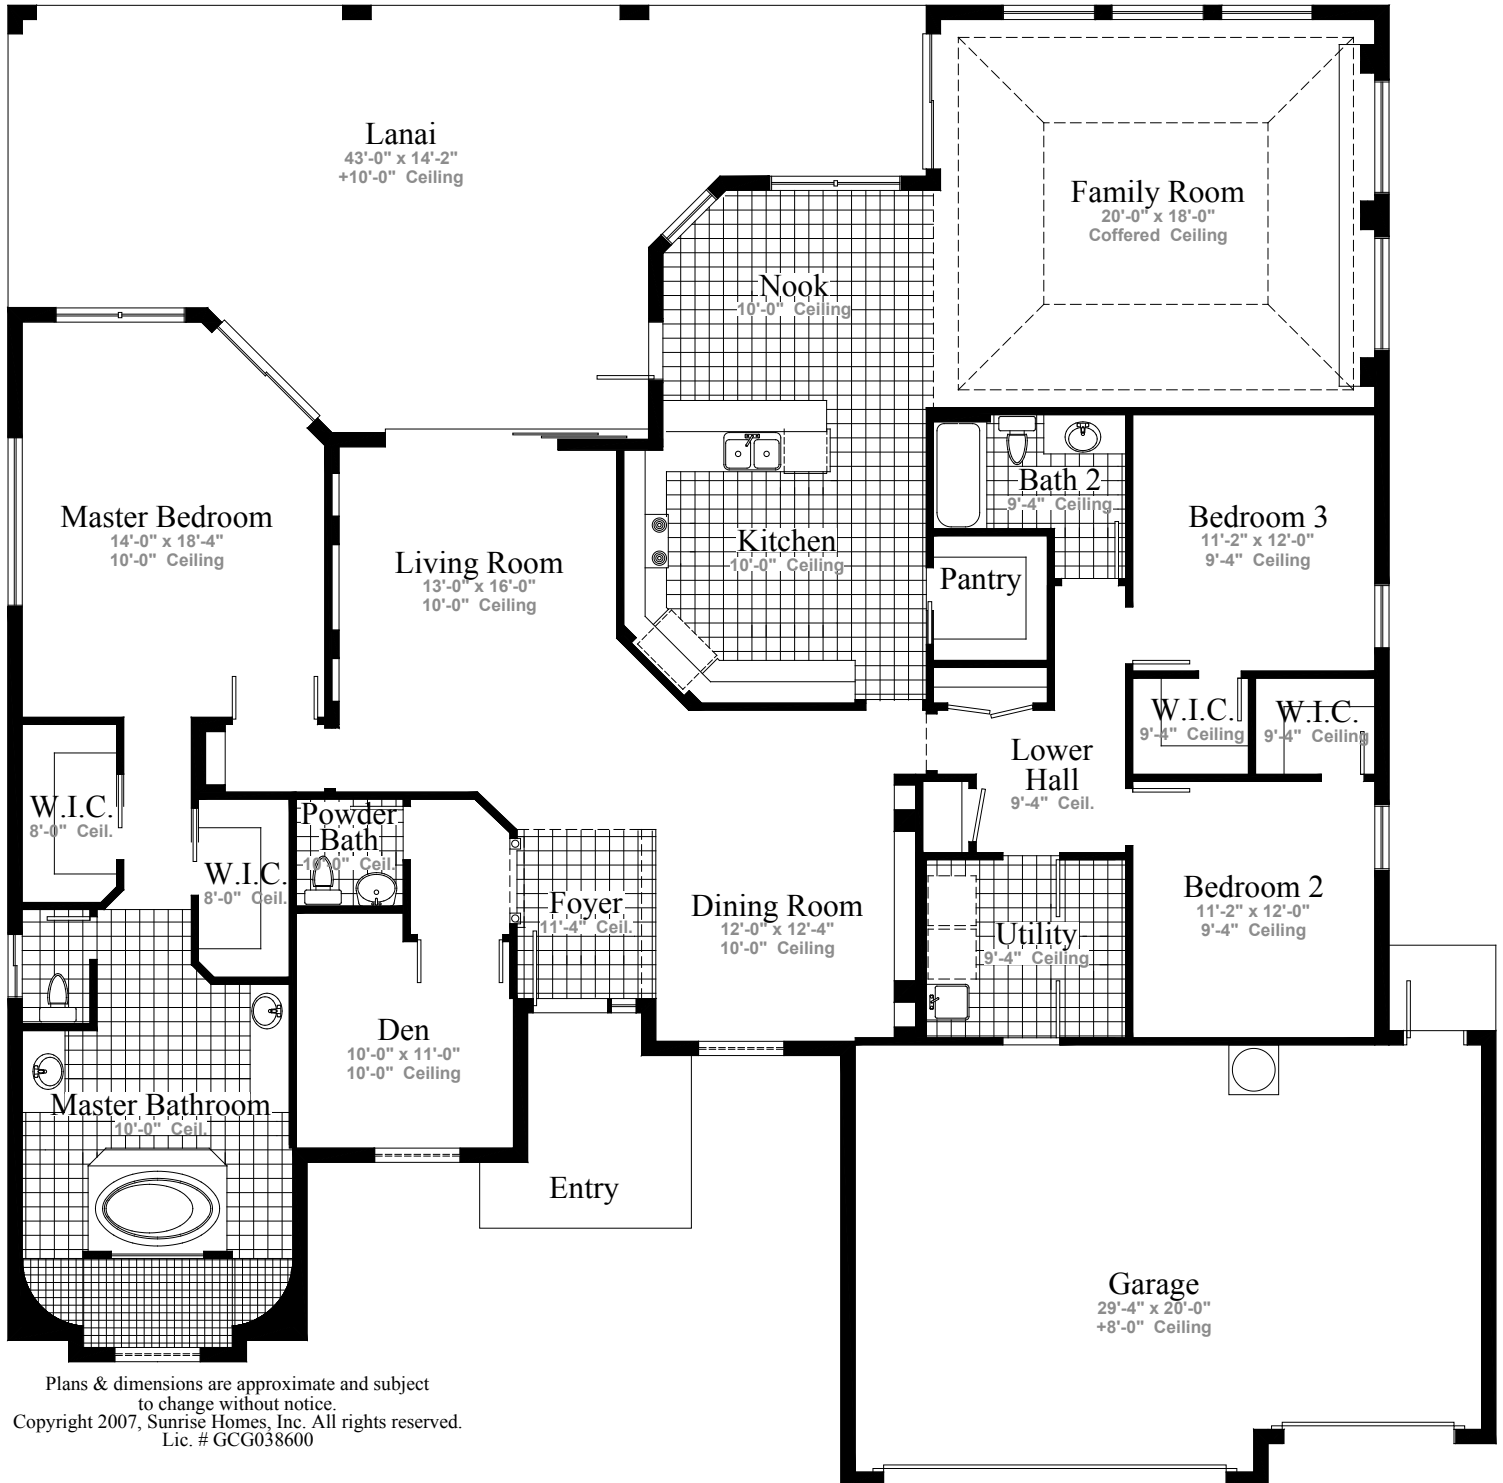 Lanai
43'-0" x 14'-2"
+10'-0" Ceiling
Family Room
20'-0" x 18'-0"
Coffered Ceiling
Nook
10'-0" Ceiling
Master Bedroom
14'-0" x 18'-4"
10'-0" Ceiling
Living Room
13'-0" x 16'-0"
10'-0" Ceiling
Kitchen
10'-0" Ceiling
Bath 2
9'-4" Ceiling
Bedroom 3
11'-2" x 12'-0"
9'-4" Ceiling
Pantry
W.I.C.
9'-4" Ceiling
W.I.C.
9'-4" Ceiling
Lower
Hall
9'-4" Ceil.
W.I.C.
8'-0" Ceil.
W.I.C.
8'-0" Ceil.
Powder
Bath
10'-0" Ceil.
Foyer
11'-4" Ceil.
Dining Room
12'-0" x 12'-4"
10'-0" Ceiling
Utility
9'-4" Ceiling
Bedroom 2
11'-2" x 12'-0"
9'-4" Ceiling
Den
10'-0" x 11'-0"
10'-0" Ceiling
Master Bathroom
10'-0" Ceil.
Entry
Garage
29'-4" x 20'-0"
+8'-0" Ceiling
Plans & dimensions are approximate and subject
to change without notice.
Copyright 2007, Sunrise Homes, Inc. All rights reserved.
Lic. # GCG038600